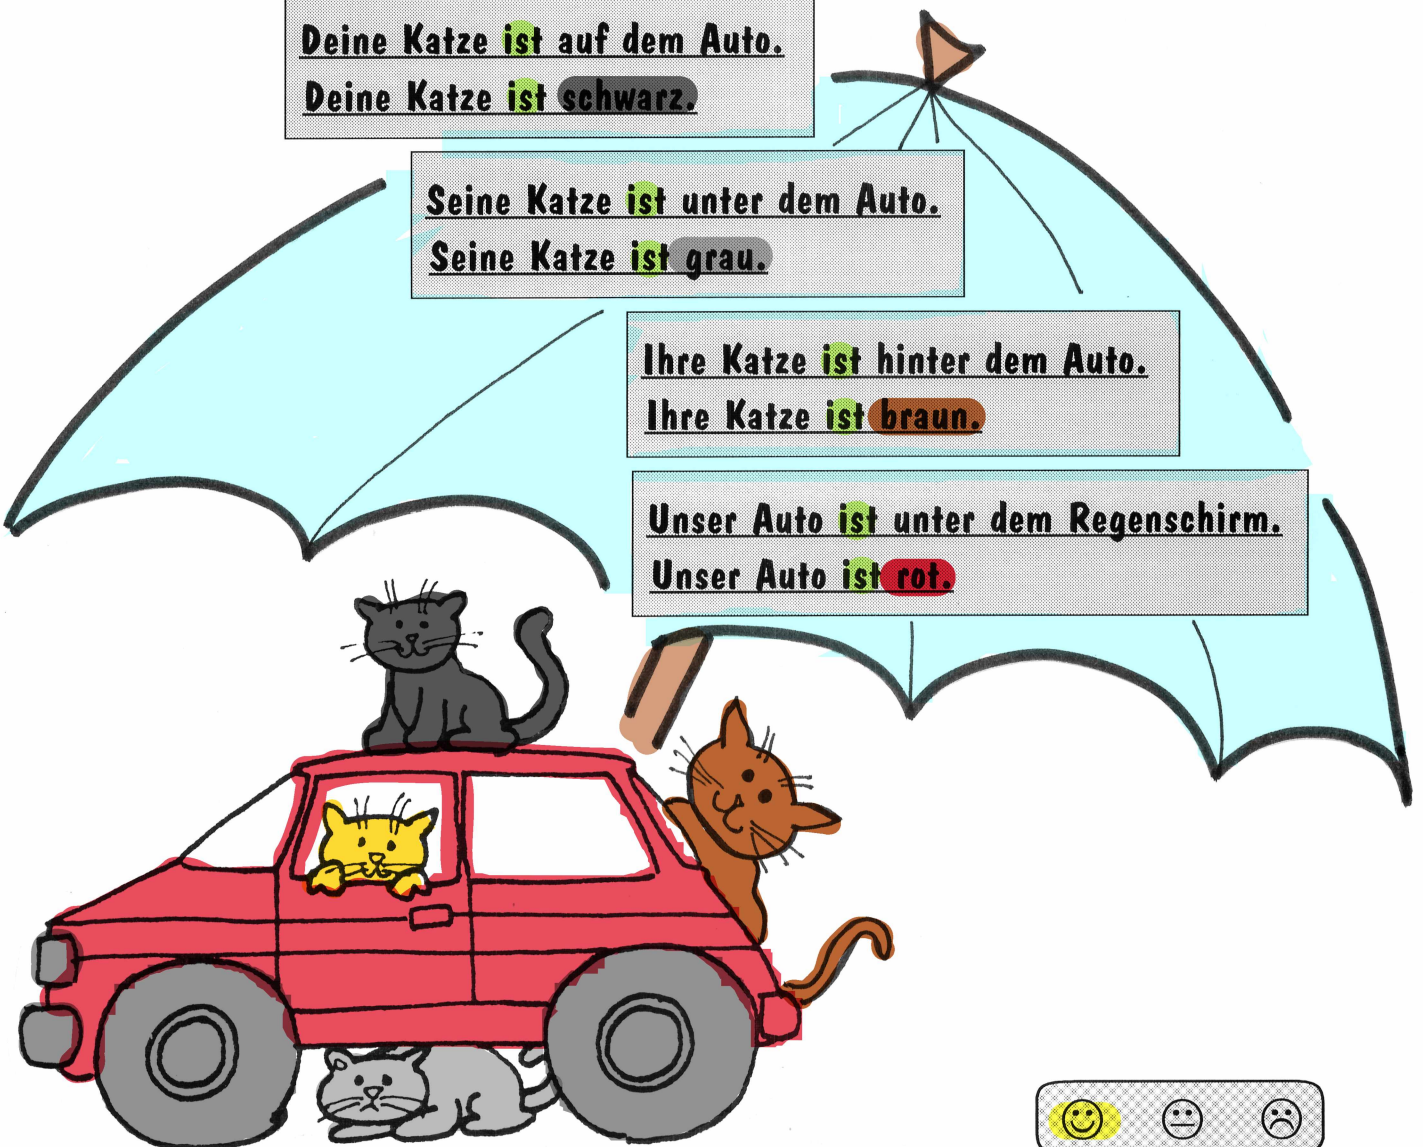 Deine Katze ist auf dem Auto.
Deine Katze ist schwarz.
Seine Katze ist unter dem Auto.
Seine Katze ist grau.
Ihre Katze ist hinter dem Auto.
Ihre Katze ist braun.
Unser Auto ist unter dem Regenschirm.
Unser Auto ist rot.